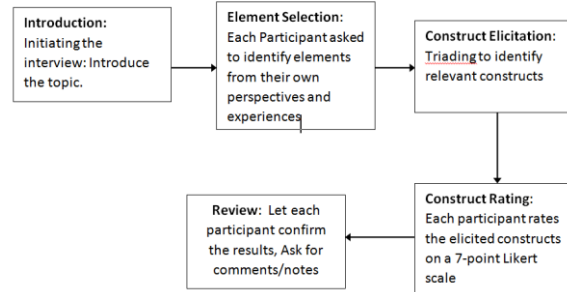 Introduction:
Initiating the
interview: Introduce
the topic.
Element Selection:
Each Participant asked
to identify elements
from their own
perspectives and
experiences
Construct Elicitation:
Triading to identify
relevant constructs
Construct Rating:
Each participant rates
the elicited constructs
on a 7-point Likert
scale
Review: Let each
participant confirm
the results, Ask for
comments/notes